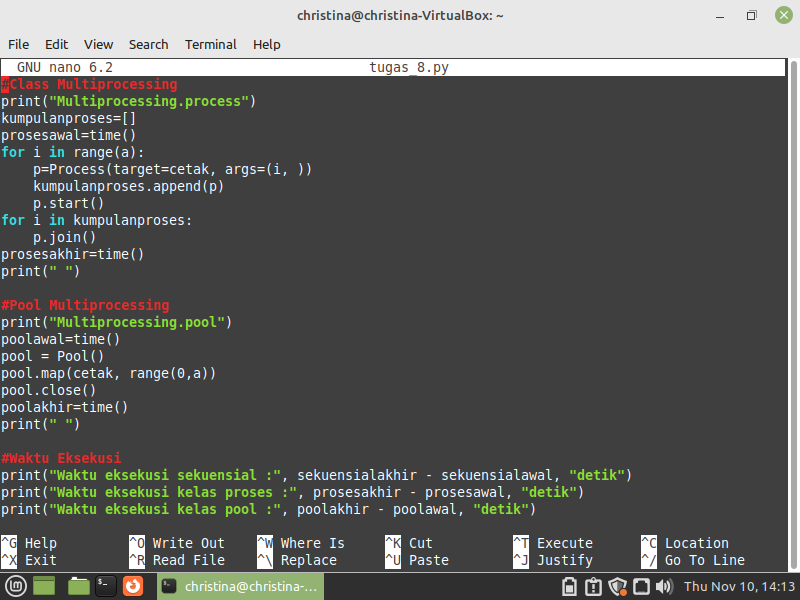 christina@christina-VirtualBox: ~
File Edit View Search Terminal Help
GNU nano 6.2 tugas_8.py
#Class Multiprocessing
print("Multiprocessing.process")
kumpulanproses=[]
prosesawal=time()
for i in range(a):
    p=Process(target=cetak, args=(i, ))
    kumpulanproses.append(p)
    p.start()
for i in kumpulanproses:
    p.join()
prosesakhir=time()
print(" ")

#Pool Multiprocessing
print("Multiprocessing.pool")
poolawal=time()
pool = Pool()
pool.map(cetak, range(0,a))
pool.close()
poolakhir=time()
print(" ")

#Waktu Eksekusi
print("Waktu eksekusi sekuensial :", sekuensialakhir - sekuensialawal, "detik")
print("Waktu eksekusi kelas proses :", prosesakhir - prosesawal, "detik")
print("Waktu eksekusi kelas pool :", poolakhir - poolawal, "detik")

^G Help ^O Write Out ^W Where Is ^K Cut ^T Execute ^C Location
^X Exit ^R Read File ^\ Replace ^U Paste ^J Justify ^/ Go To Line
christina@christina-... Thu Nov 10, 14:13